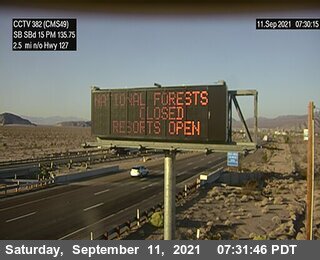 CCTV 382 (CMS49)
SB SBd 15 PM 135.75
2.5 mi n/o Hwy 127
11.Sep 2021 07:30:15
NATIONAL FORESTS
CLOSED
RESORTS OPEN
Saturday, September 11, 2021 07:31:46 PDT